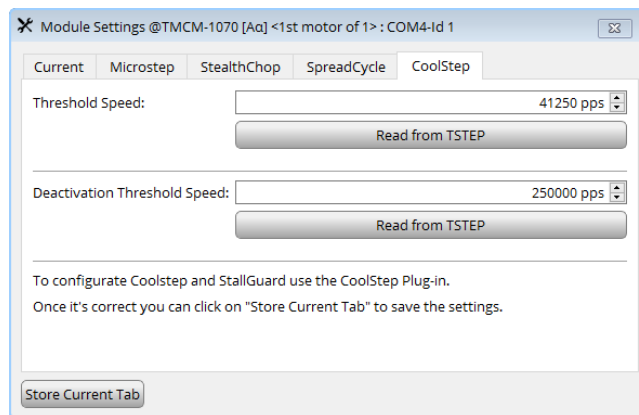 Module Settings @TMCM-1070 [Aα] <1st motor of 1> : COM4-Id 1
Current Microstep StealthChop SpreadCycle CoolStep
Threshold Speed: 41250 pps
Read from TSTEP
Deactivation Threshold Speed: 250000 pps
Read from TSTEP
To configurate Coolstep and StallGuard use the CoolStep Plug-in.
Once it's correct you can click on "Store Current Tab" to save the settings.
Store Current Tab